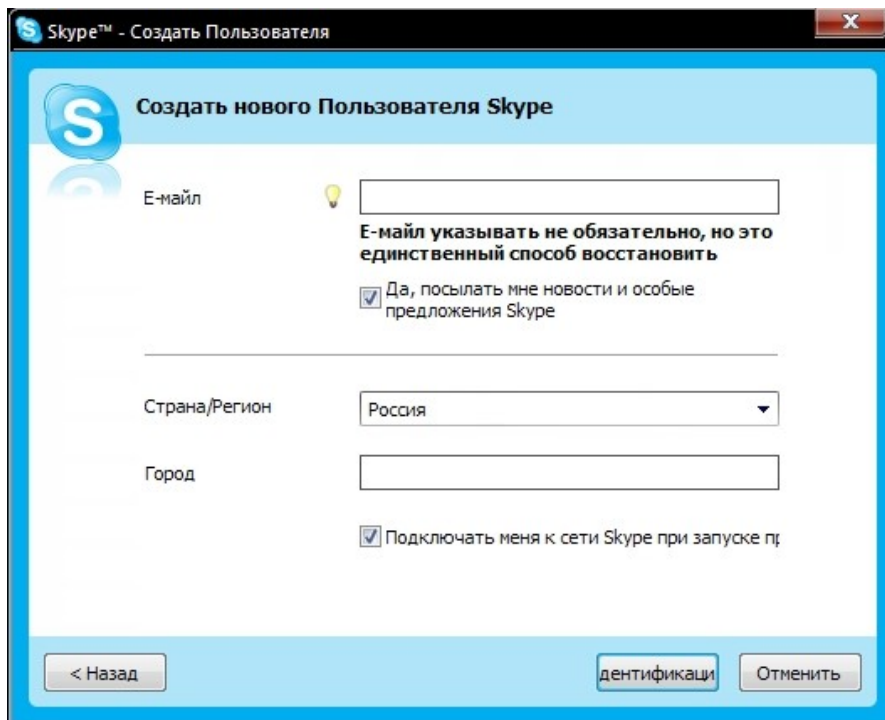 Skype™ - Создать Пользователя
Создать нового Пользователя Skype
Е-майл
Е-майл указывать не обязательно, но это
единственный способ восстановить
Да, посылать мне новости и особые
предложения Skype
Страна/Регион
Россия
Город
Подключать меня к сети Skype при запуске пр
< Назад
дентификаци
Отменить